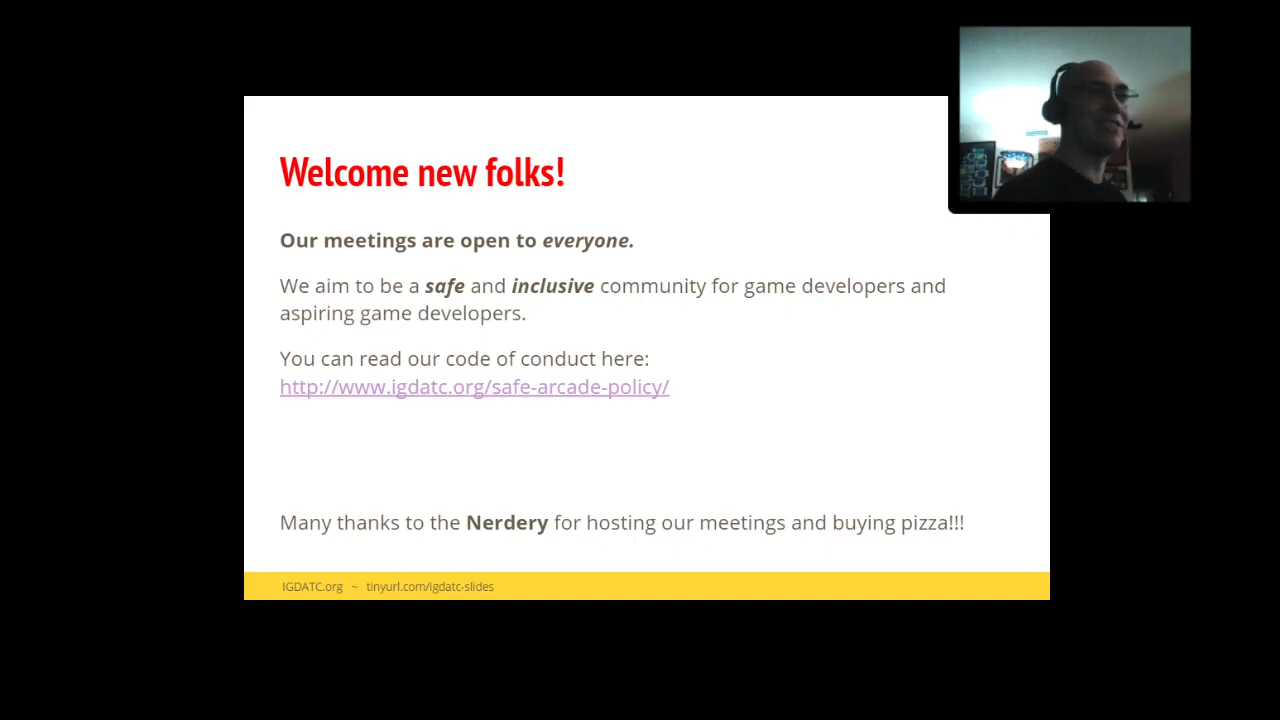 Welcome new folks!
Our meetings are open to everyone.
We aim to be a safe and inclusive community for game developers and
aspiring game developers.
You can read our code of conduct here:
http://www.igdatc.org/safe-arcade-policy/
Many thanks to the Nerdery for hosting our meetings and buying pizza!!!
IGDATC.org ~ tinyurl.com/igdatc-slides